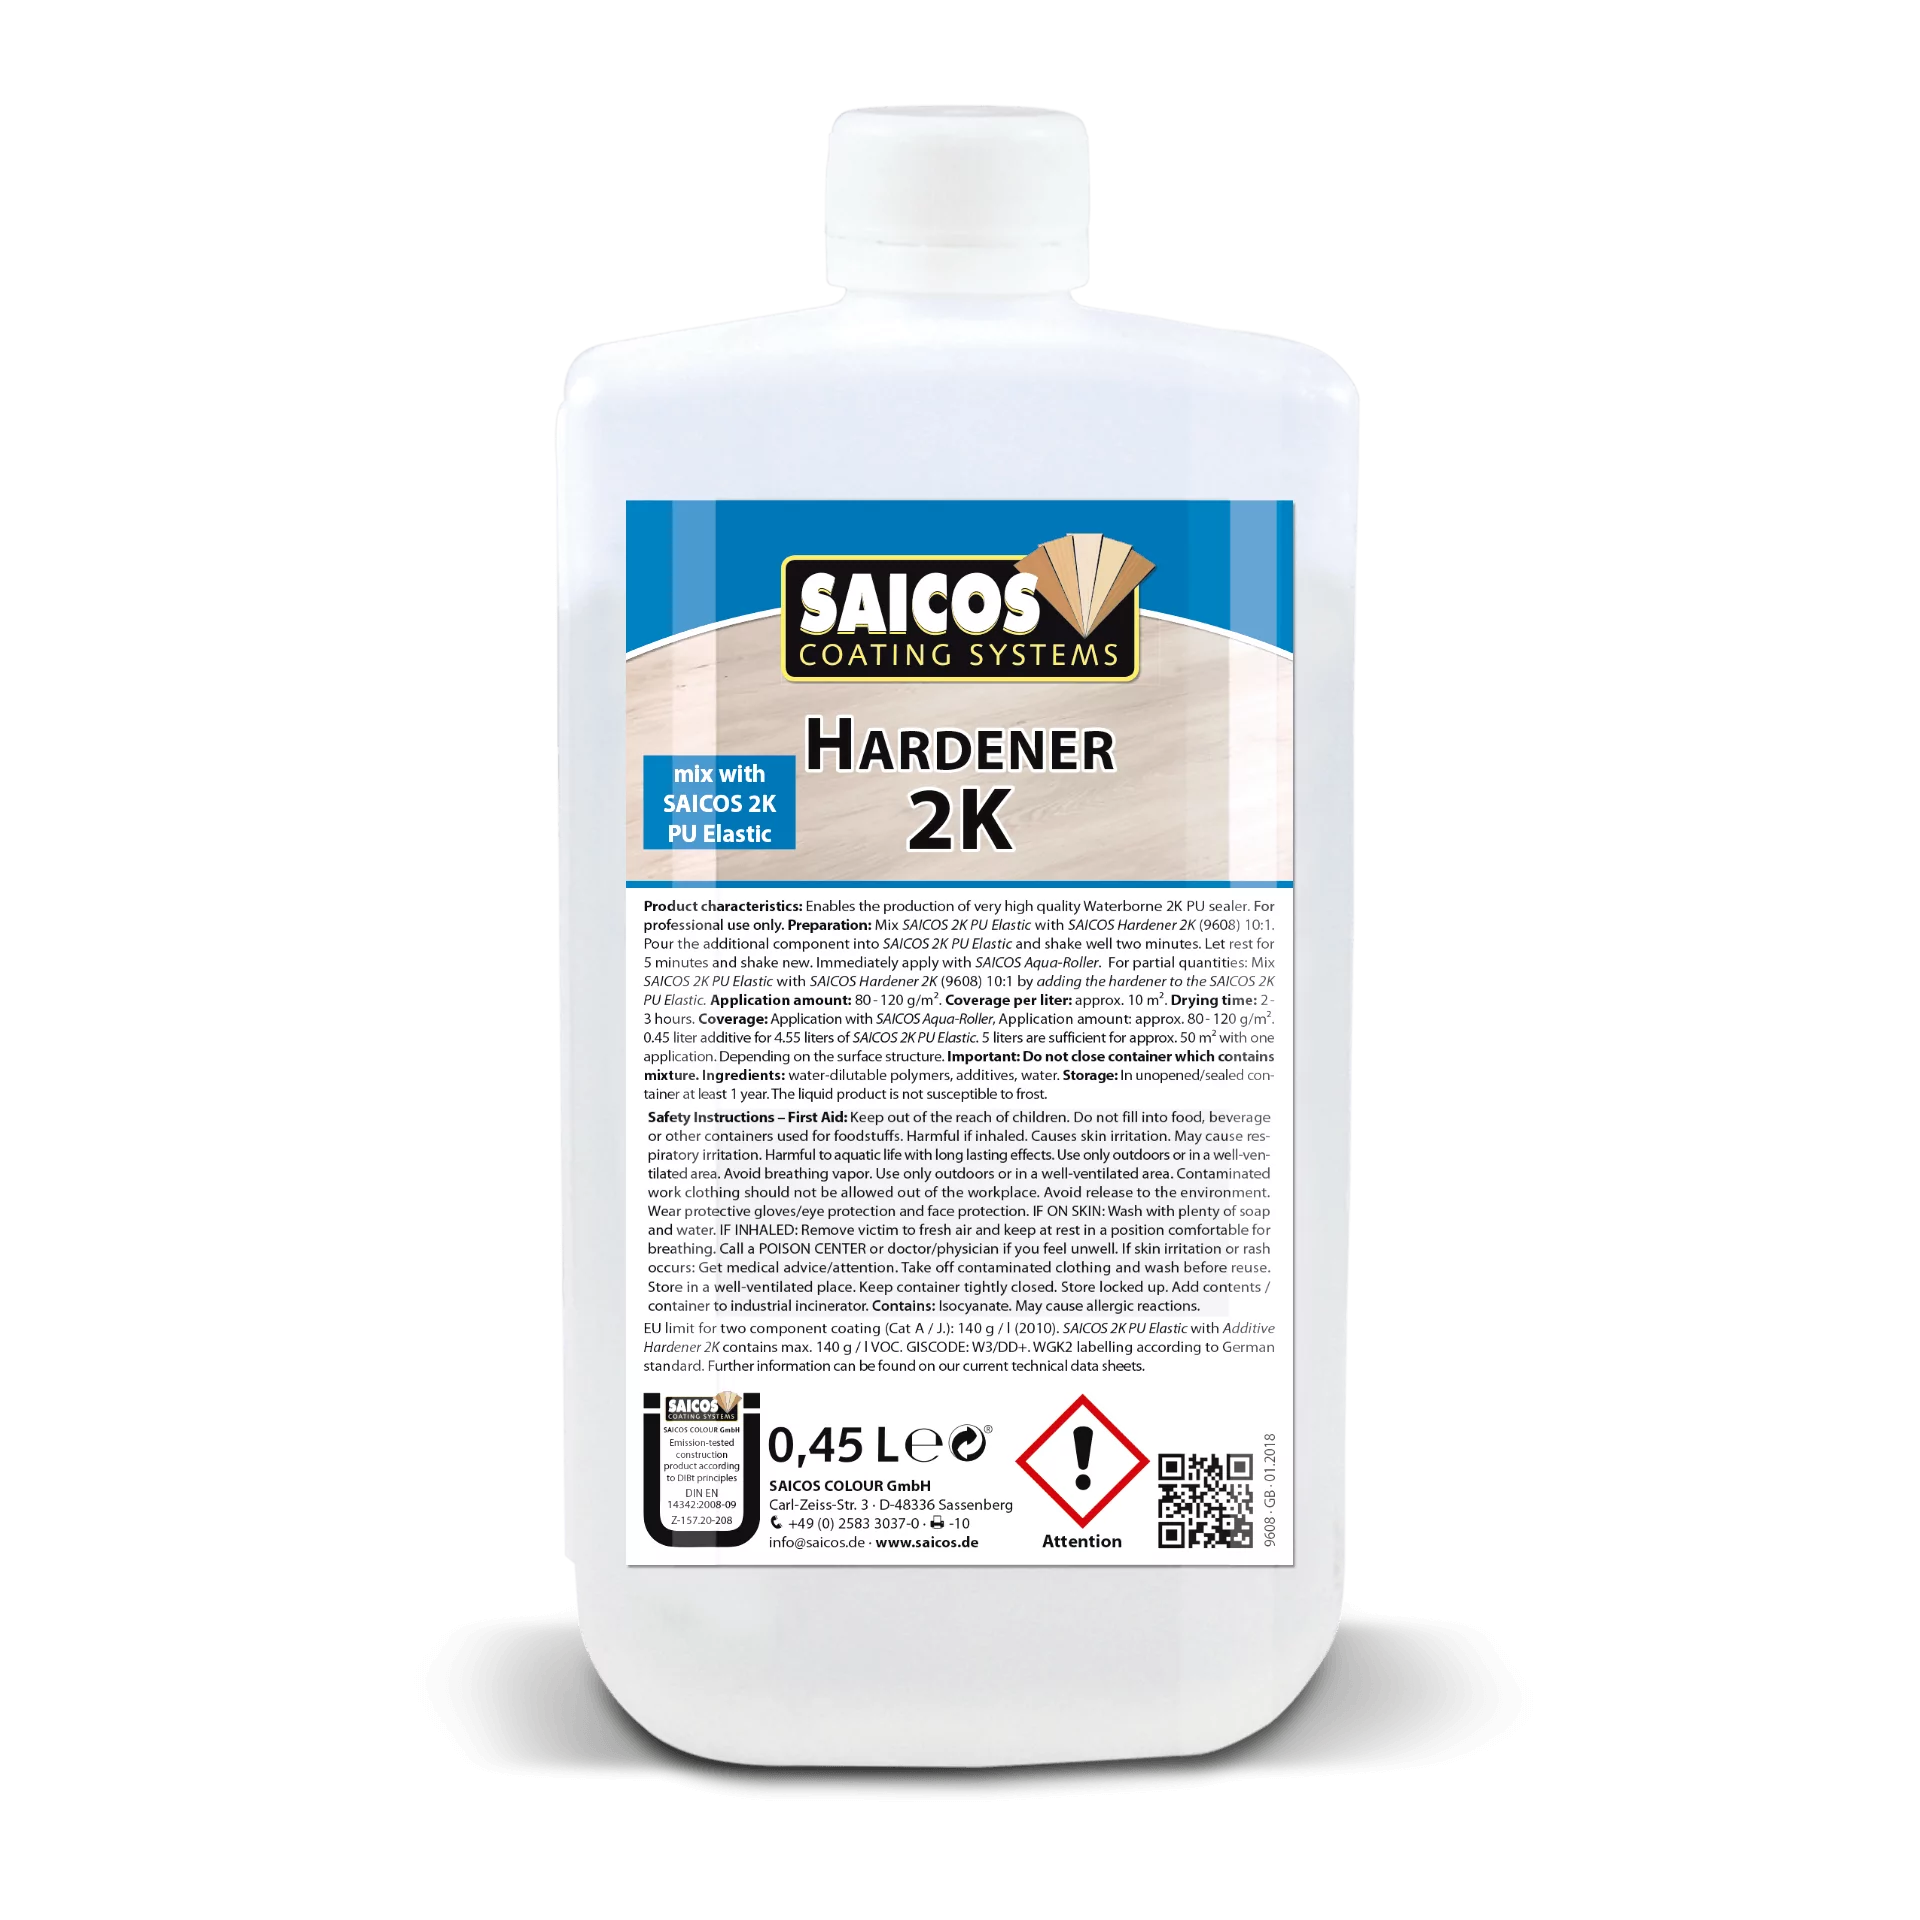 SAICOS
COATING SYSTEMS
HARDENER
2K
mix with
SAICOS 2K
PU Elastic
Product characteristics: Enables the production of very high quality Waterborne 2K PU sealer. For
professional use only. Preparation: Mix SAICOS 2K PU Elastic with SAICOS Hardener 2K (9608) 10:1.
Pour the additional component into SAICOS 2K PU Elastic and shake well two minutes. Let rest for
5 minutes and shake new. Immediately apply with SAICOS Aqua-Roller. For partial quantities: Mix
SAICOS 2K PU Elastic with SAICOS Hardener 2K (9608) 10:1 by adding the hardener to the SAICOS 2K
PU Elastic. Application amount: 80-120 g/m². Coverage per liter: approx. 10 m². Drying time: 2-
3 hours. Coverage: Application with SAICOS Aqua-Roller, Application amount: approx. 80-120 g/m².
0.45 liter additive for 4.55 liters of SAICOS 2K PU Elastic. 5 liters are sufficient for approx. 50 m² with one
application. Depending on the surface structure. Important: Do not close container which contains
mixture. Ingredients: water-dilutable polymers, additives, water. Storage: In unopened/sealed con-
tainer at least 1 year. The liquid product is not susceptible to frost.
Safety Instructions – First Aid: Keep out of the reach of children. Do not fill into food, beverage
or other containers used for foodstuffs. Harmful if inhaled. Causes skin irritation. May cause res-
piratory irritation. Harmful to aquatic life with long lasting effects. Use only outdoors or in a well-ven-
tilated area. Avoid breathing vapor. Use only outdoors or in a well-ventilated area. Contaminated
work clothing should not be allowed out of the workplace. Avoid release to the environment.
Wear protective gloves/eye protection and face protection. IF ON SKIN: Wash with plenty of soap
and water. IF INHALED: Remove victim to fresh air and keep at rest in a position comfortable for
breathing. Call a POISON CENTER or doctor/physician if you feel unwell. If skin irritation or rash
occurs: Get medical advice/attention. Take off contaminated clothing and wash before reuse.
Store in a well-ventilated place. Keep container tightly closed. Store locked up. Add contents /
container to industrial incinerator. Contains: Isocyanate. May cause allergic reactions.
EU limit for two component coating (Cat A / J.): 140 g / l (2010). SAICOS 2K PU Elastic with Additive
Hardener 2K contains max. 140 g / l VOC. GISCODE: W3/DD+. WGK2 labelling according to German
standard. Further information can be found on our current technical data sheets.
SAICOS
COATING SYSTEMS
SAICOS COLOUR GmbH
Emission-tested
construction
product according
to DIBt principles
DIN EN
14342:2008-09
Z-157.20-208
0,45 L℮ ®
SAICOS COLOUR GmbH
Carl-Zeiss-Str. 3 · D-48336 Sassenberg
+49 (0) 2583 3037-0 · -10
info@saicos.de · www.saicos.de
!
Attention
9608 · GB · 01.2018